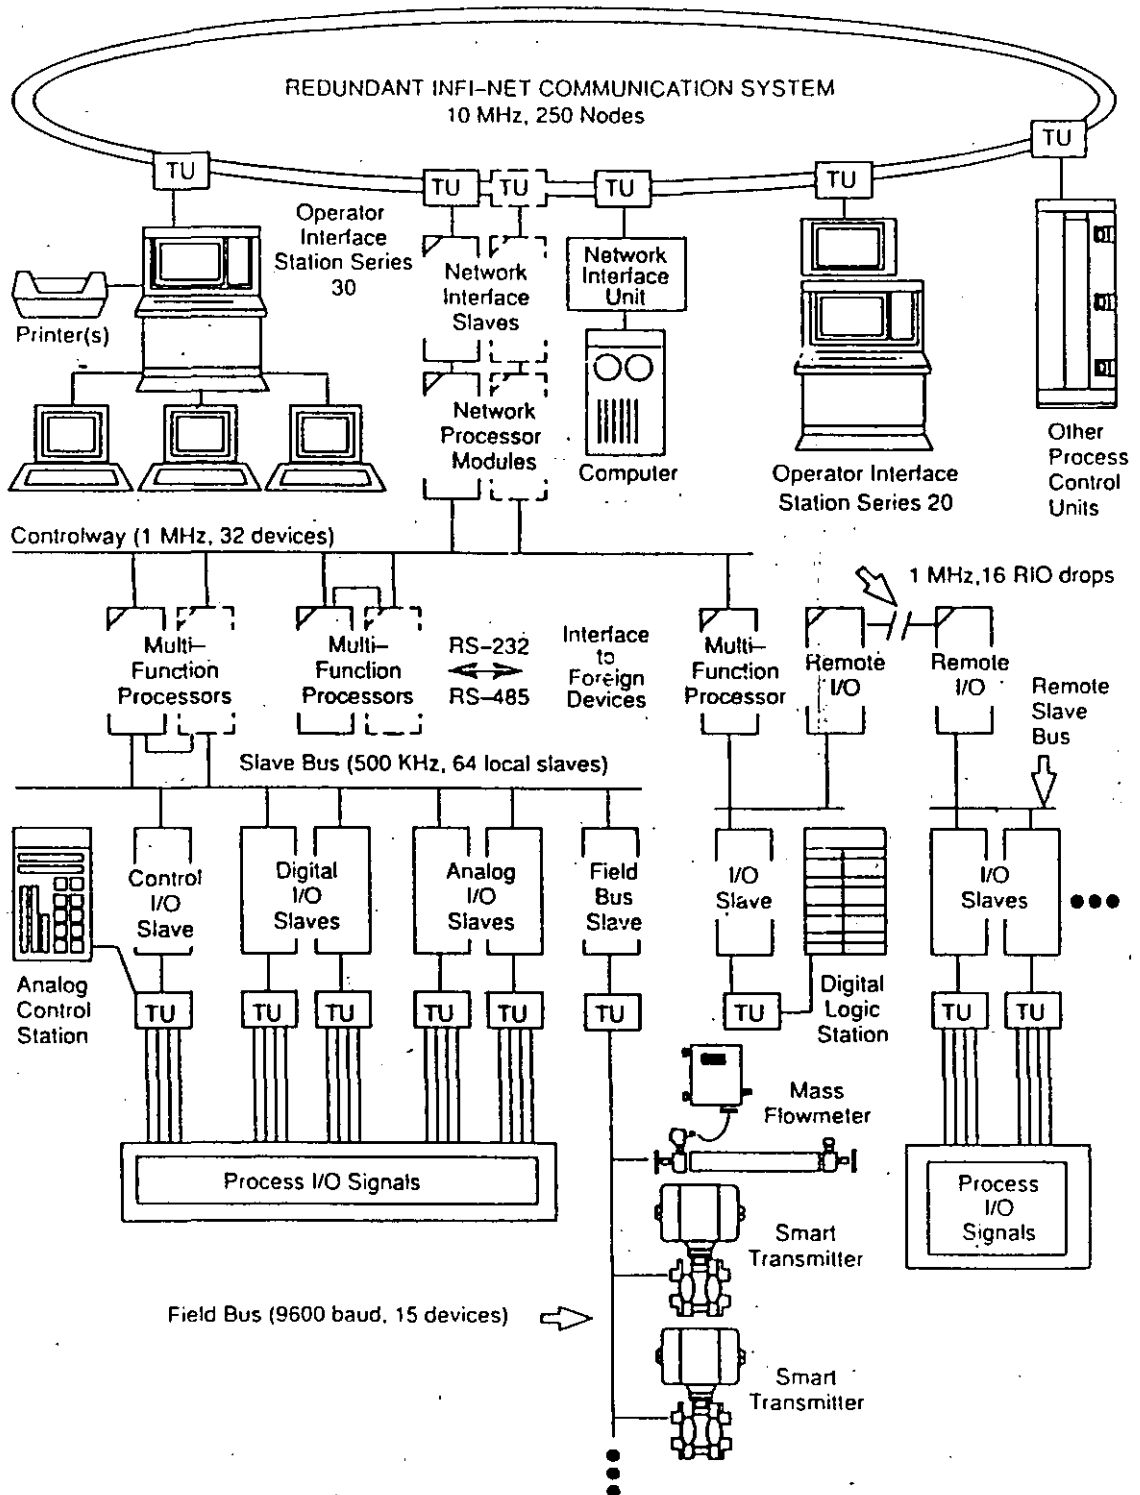 REDUNDANT INFI-NET COMMUNICATION SYSTEM
10 MHz, 250 Nodes
TU
TU
TU
TU
TU
TU
Operator
Interface
Station Series
30
Printer(s)
Network
Interface
Slaves
Network
Processor
Modules
Network
Interface
Unit
Computer
Operator Interface
Station Series 20
Other
Process
Control
Units
Controlway (1 MHz, 32 devices)
1 MHz, 16 RIO drops
Multi-
Function
Processors
Multi-
Function
Processors
RS-232
RS-485
Interface
to
Foreign
Devices
Multi-
Function
Processor
Remote
I/O
Remote
I/O
Remote
Slave
Bus
Slave Bus (500 KHz, 64 local slaves)
Control
I/O
Slave
Digital
I/O
Slaves
Analog
I/O
Slaves
Field
Bus
Slave
I/O
Slave
I/O
Slaves
Analog
Control
Station
TU
TU
TU
TU
TU
TU
TU
Digital
Logic
Station
TU
TU
Mass
Flowmeter
Process I/O Signals
Process
I/O
Signals
Smart
Transmitter
Field Bus (9600 baud, 15 devices)
Smart
Transmitter